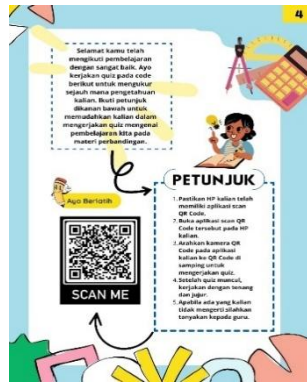 4
Selamat kamu telah
mengikuti pembelajaran
dengan sangat baik. Ayo
kerjakan quiz pada code
berikut untuk mengukur
sejauh mana pengetahuan
kalian. Ikuti petunjuk
dikanan bawah untuk
memudahkan kalian dalam
mengerjakan quiz mengenai
pembelajaran kita pada
materi perbandingan.
Ayo Berlatih
SCAN ME
PETUNJUK
1. Pastikan HP kalian telah
memiliki aplikasi scan
QR Code.
2. Buka aplikasi scan QR
Code tersebut pada HP
kalian.
3. Arahkan kamera QR
Code pada aplikasi
kalian ke QR Code di
samping untuk
mengerjakan quiz.
4. Setelah quiz muncul,
kerjakan dengan tenang
dan jujur.
5. Apabila ada yang kalian
tidak mengerti silahkan
tanyakan kepada guru.